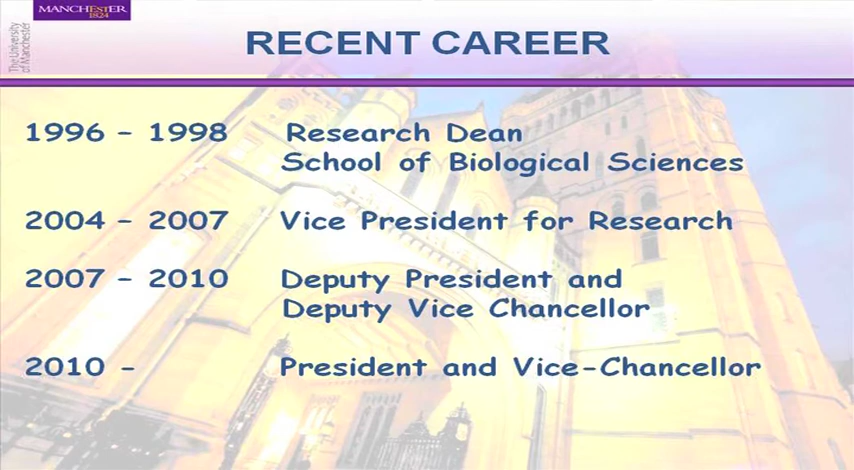 MANCHESTER
1824
The University
of Manchester
RECENT CAREER
1996 - 1998 Research Dean
School of Biological Sciences
2004 - 2007 Vice President for Research
2007 - 2010 Deputy President and
Deputy Vice Chancellor
2010 - President and Vice-Chancellor